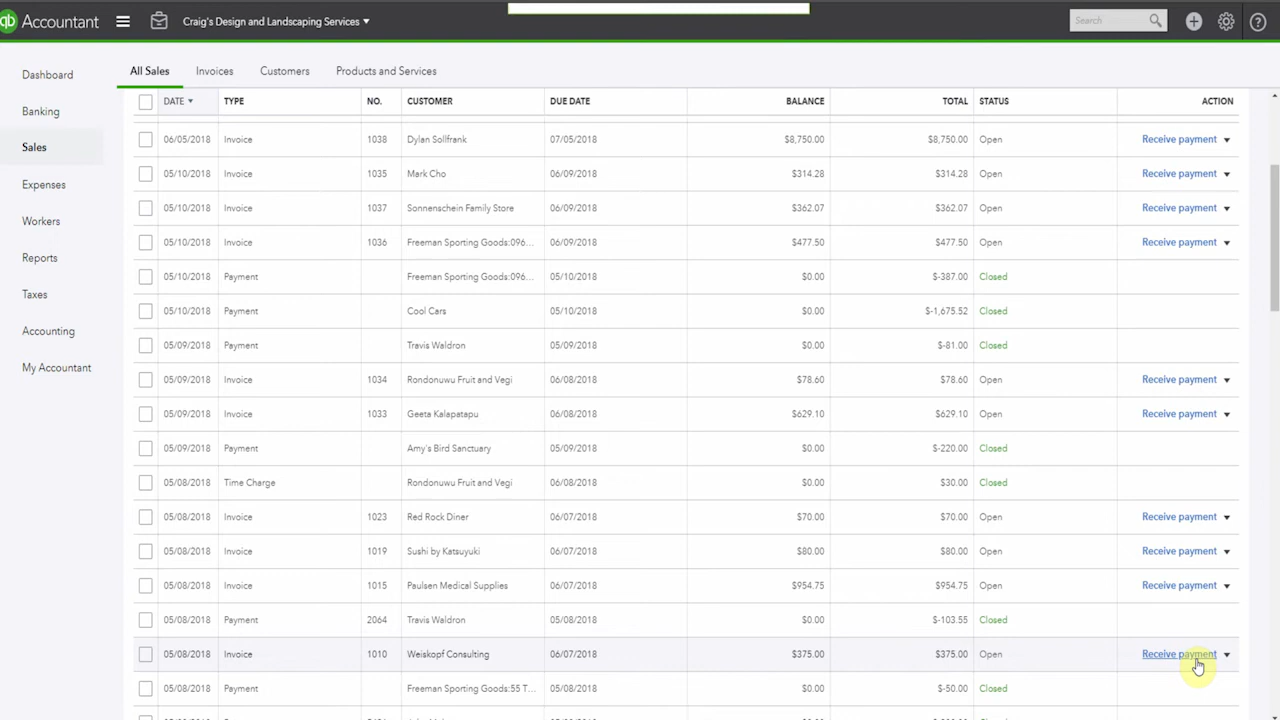 qb Accountant Craig's Design and Landscaping Services Search
Dashboard
Banking
Sales
Expenses
Workers
Reports
Taxes
Accounting
My Accountant
All Sales Invoices Customers Products and Services
DATE TYPE NO. CUSTOMER DUE DATE BALANCE TOTAL STATUS ACTION
06/05/2018 Invoice 1038 Dylan Sollfrank 07/05/2018 $8,750.00 $8,750.00 Open Receive payment
05/10/2018 Invoice 1035 Mark Cho 06/09/2018 $314.28 $314.28 Open Receive payment
05/10/2018 Invoice 1037 Sonnenschein Family Store 06/09/2018 $362.07 $362.07 Open Receive payment
05/10/2018 Invoice 1036 Freeman Sporting Goods:096... 06/09/2018 $477.50 $477.50 Open Receive payment
05/10/2018 Payment Freeman Sporting Goods:096... 05/10/2018 $0.00 $-387.00 Closed
05/10/2018 Payment Cool Cars 05/10/2018 $0.00 $-1,675.52 Closed
05/09/2018 Payment Travis Waldron 05/09/2018 $0.00 $-81.00 Closed
05/09/2018 Invoice 1034 Rondonuwu Fruit and Vegi 06/08/2018 $78.60 $78.60 Open Receive payment
05/09/2018 Invoice 1033 Geeta Kalapatapu 06/08/2018 $629.10 $629.10 Open Receive payment
05/09/2018 Payment Amy's Bird Sanctuary 05/09/2018 $0.00 $-220.00 Closed
05/08/2018 Time Charge Rondonuwu Fruit and Vegi 06/08/2018 $0.00 $30.00 Closed
05/08/2018 Invoice 1023 Red Rock Diner 06/07/2018 $70.00 $70.00 Open Receive payment
05/08/2018 Invoice 1019 Sushi by Katsuyuki 06/07/2018 $80.00 $80.00 Open Receive payment
05/08/2018 Invoice 1015 Paulsen Medical Supplies 06/07/2018 $954.75 $954.75 Open Receive payment
05/08/2018 Payment 2064 Travis Waldron 05/08/2018 $0.00 $-103.55 Closed
05/08/2018 Invoice 1010 Weiskopf Consulting 06/07/2018 $375.00 $375.00 Open Receive payment
05/08/2018 Payment Freeman Sporting Goods:55 T... 05/08/2018 $0.00 $-50.00 Closed